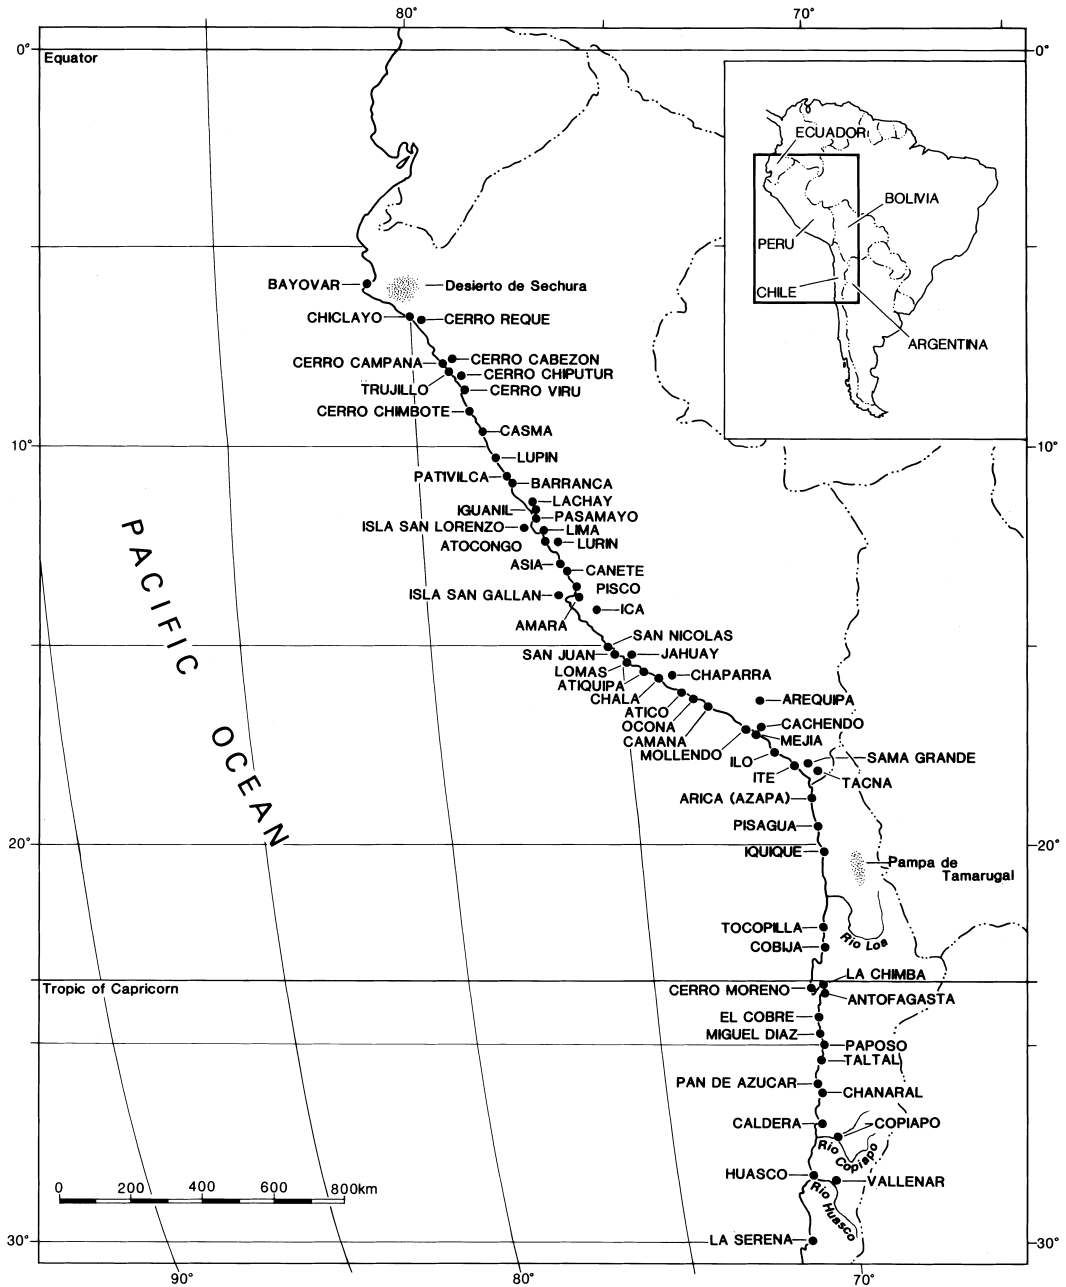 80°
70°
0°
0°
Equator
ECUADOR
BOLIVIA
PERU
CHILE
ARGENTINA
BAYOVAR
Desierto de Sechura
CHICLAYO
CERRO REQUE
CERRO CABEZON
CERRO CAMPANA
CERRO CHIPUTUR
TRUJILLO
CERRO VIRU
CERRO CHIMBOTE
CASMA
10°
10°
LUPIN
PATIVILCA
BARRANCA
LACHAY
IGUANIL
PASAMAYO
ISLA SAN LORENZO
LIMA
ATOCONGO
LURIN
ASIA
CANETE
PISCO
ISLA SAN GALLAN
ICA
AMARA
SAN NICOLAS
SAN JUAN
JAHUAY
LOMAS
CHAPARRA
ATIQUIPA
CHALA
AREQUIPA
ATICO
OCONA
CACHENDO
CAMANA
MEJIA
MOLLENDO
ILO
SAMA GRANDE
ITE
TACNA
ARICA (AZAPA)
PISAGUA
20°
20°
IQUIQUE
Pampa de
Tamarugal
PACIFIC
OCEAN
TOCOPILLA
Rio Loa
COBIJA
LA CHIMBA
Tropic of Capricorn
CERRO MORENO
ANTOFAGASTA
EL COBRE
MIGUEL DIAZ
PAPOSO
TALTAL
PAN DE AZUCAR
CHANARAL
CALDERA
COPIAPO
Rio Copiapo
HUASCO
VALLENAR
Rio Huasco
0 200 400 600 800km
LA SERENA
30°
30°
90°
80°
70°